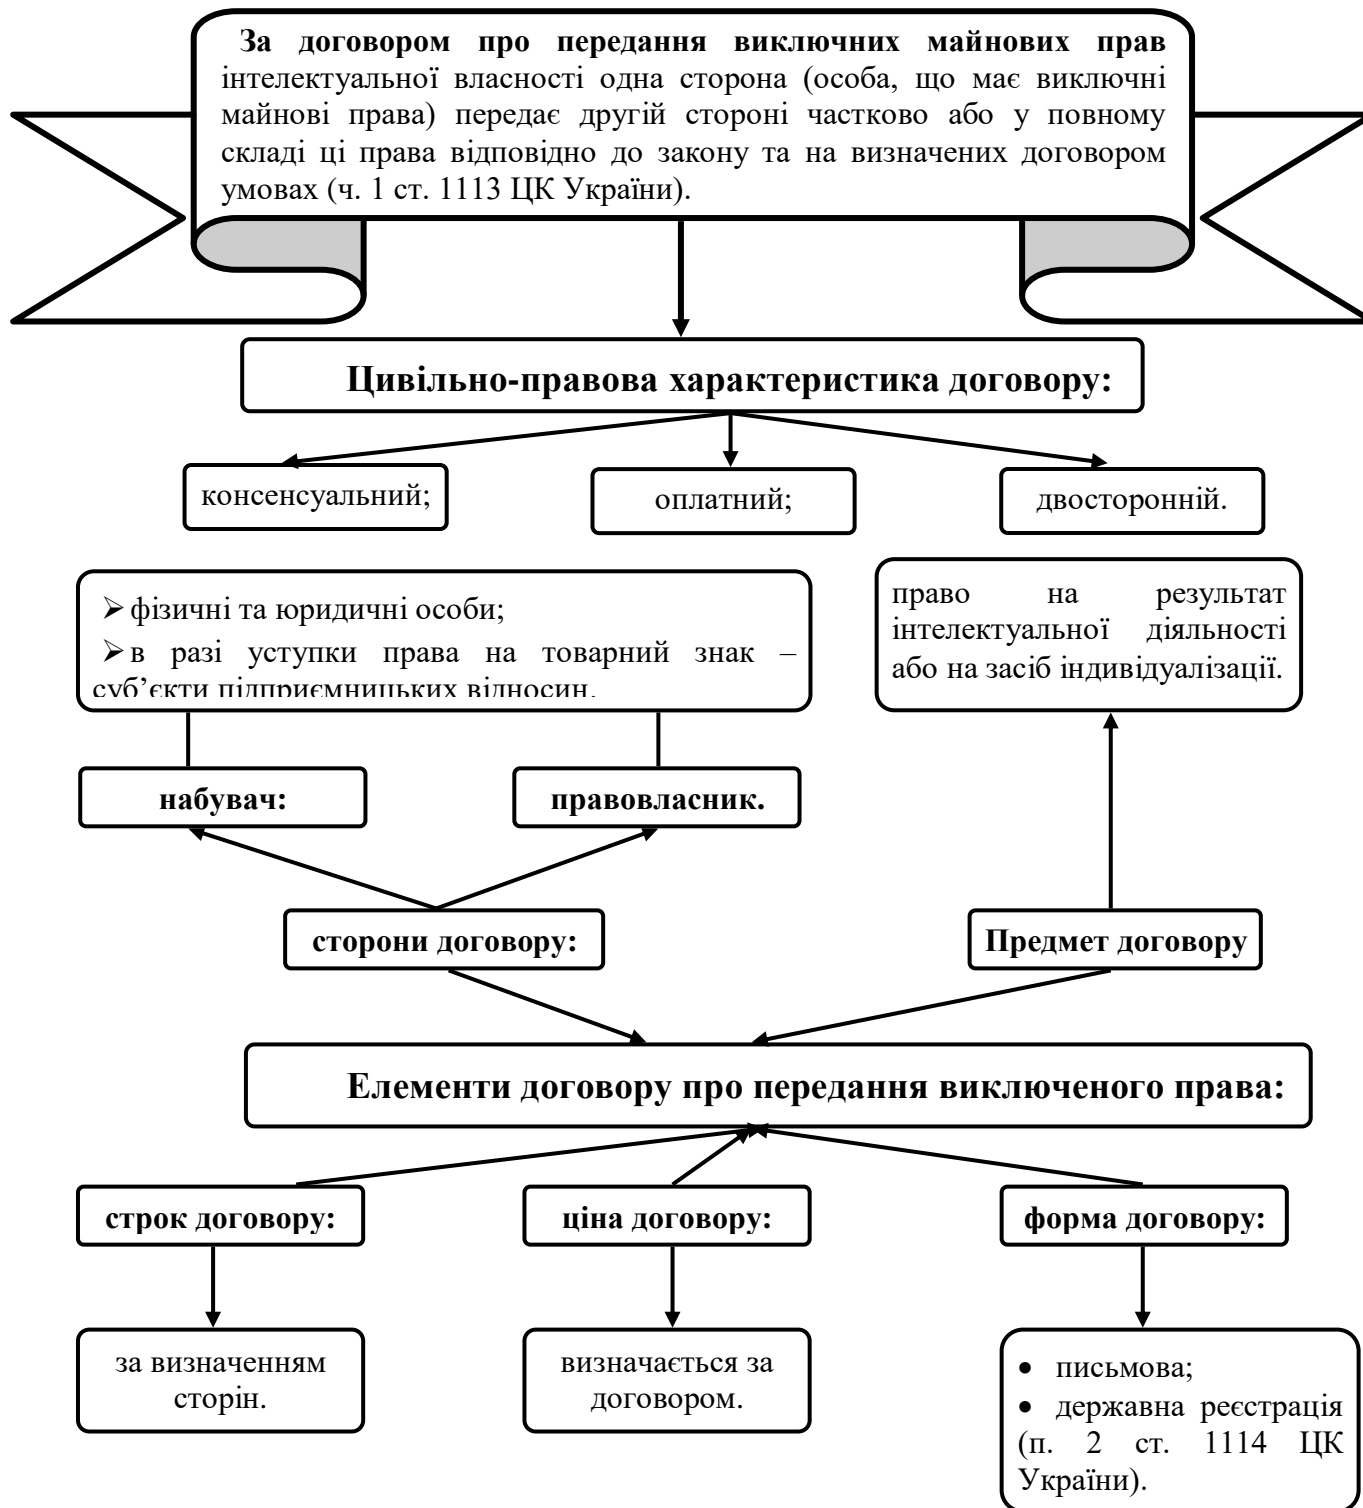 За договором про передання виключних майнових прав
інтелектуальної власності одна сторона (особа, що має виключні
майнові права) передає другій стороні частково або у повному
складі ці права відповідно до закону та на визначених договором
умовах (ч. 1 ст. 1113 ЦК України).
Цивільно-правова характеристика договору:
консенсуальний;
оплатний;
двосторонній.
➢ фізичні та юридичні особи;
➢ в разі уступки права на товарний знак –
суб’єкти підприємницьких відносин.
право на результат
інтелектуальної діяльності
або на засіб індивідуалізації.
набувач:
правовласник.
сторони договору:
Предмет договору
Елементи договору про передання виключеного права:
строк договору:
ціна договору:
форма договору:
за визначенням
сторін.
визначається за
договором.
• письмова;
• державна реєстрація
(п. 2 ст. 1114 ЦК
України).